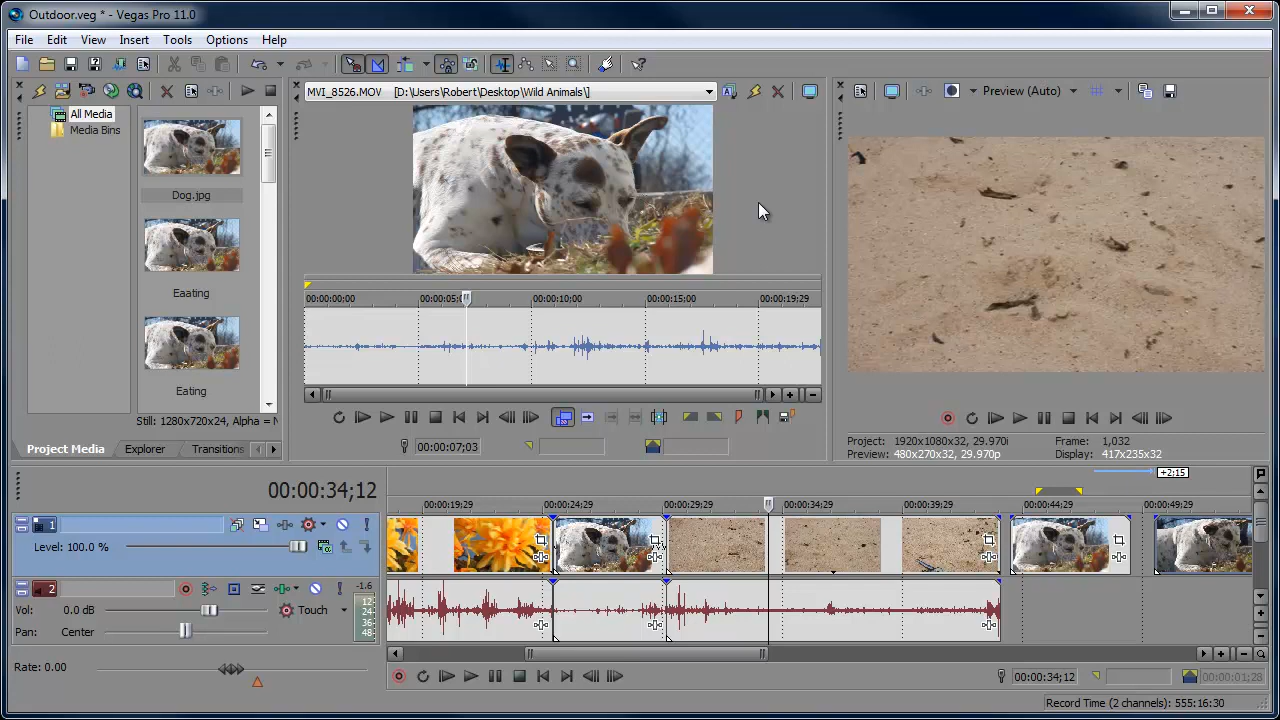 Outdoor.veg * - Vegas Pro 11.0
File Edit View Insert Tools Options Help
MVI_8526.MOV [D:\Users\Robert\Desktop\Wild Animals\]
Preview (Auto)
All Media
Media Bins
Dog.jpg
Eaating
Eating
Still: 1280x720x24, Alpha = N
Project Media Explorer Transitions
00:00:00;00 00:00:05;0 00:00:10;00 00:00:15;00 00:00:19;29
00:00:07;03
Project: 1920x1080x32, 29.970i Frame: 1,032
Preview: 480x270x32, 29.970p Display: 417x235x32
+2:15
00:00:34;12
00:00:19;29 00:00:24;29 00:00:29;29 00:00:34;29 00:00:39;29 00:00:44;29 00:00:49;29
1
Level: 100.0 %
2
-1.6
Vol: 0.0 dB Touch
12
24
36
48
Pan: Center
Rate: 0.00
00:00:34;12 00:00:01;28
Record Time (2 channels): 555:16:30